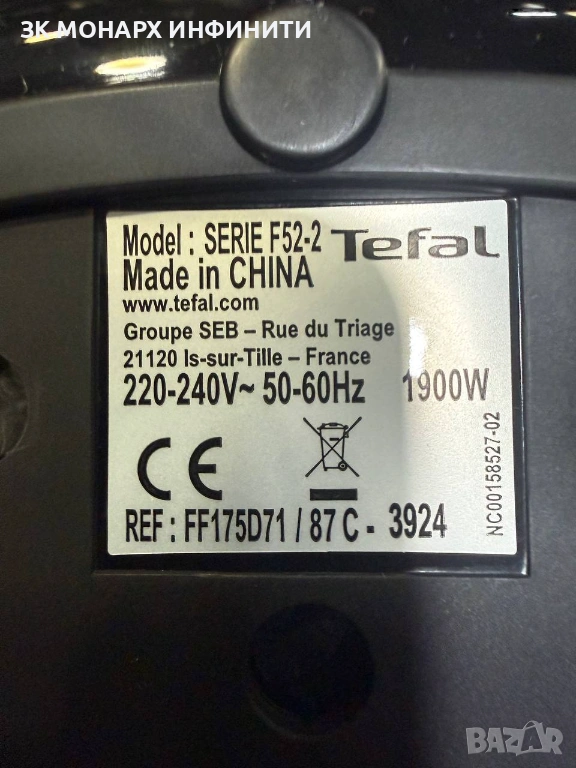 ЗК МОНАРХ ИНФИНИТИ
Model : SERIE F52-2 Tefal
Made in CHINA
www.tefal.com
Groupe SEB – Rue du Triage
21120 Is-sur-Tille – France
220-240V~ 50-60Hz 1900W
CE
REF : FF175D71 / 87 C - 3924
NC00158527-02
BAZAR